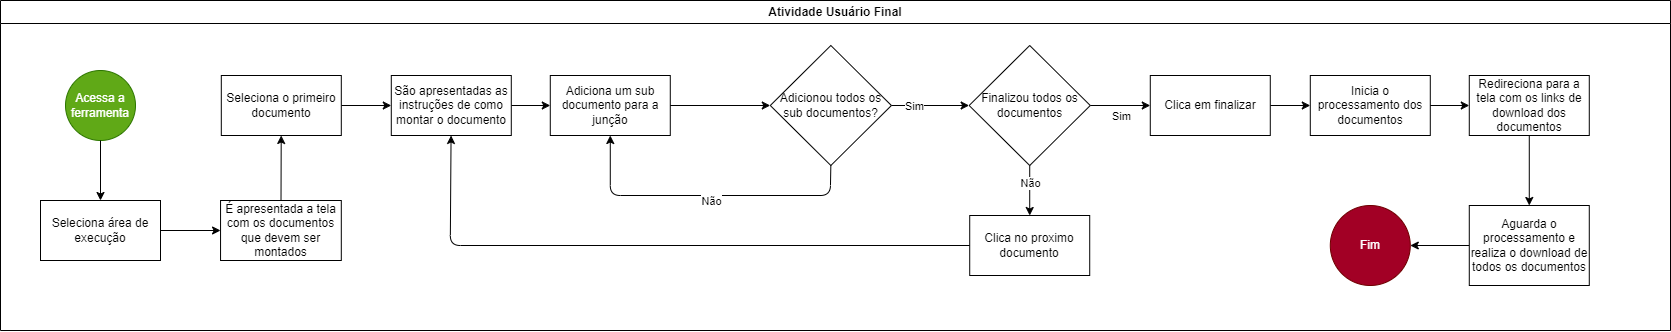 Atividade Usuário Final
Acessa a
ferramenta
Seleciona área de
execução
É apresentada a tela
com os documentos
que devem ser
montados
Seleciona o primeiro
documento
São apresentadas as
instruções de como
montar o documento
Adiciona um sub
documento para a
junção
Adicionou todos os
sub documentos?
Não
Sim
Finalizou todos os
documentos
Não
Clica no proximo
documento
Sim
Clica em finalizar
Inicia o
processamento dos
documentos
Redireciona para a
tela com os links de
download dos
documentos
Aguarda o
processamento e
realiza o download de
todos os documentos
Fim